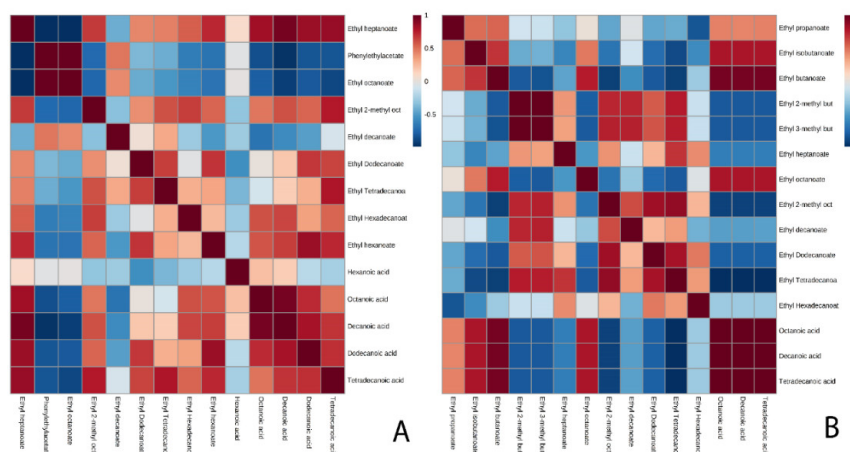 Ethyl heptanoate
Phenylethylacetate
Ethyl octanoate
Ethyl 2-methyl oct
Ethyl decanoate
Ethyl Dodecanoate
Ethyl Tetradecanoa
Ethyl Hexadecanoat
Ethyl hexanoate
Hexanoic acid
Octanoic acid
Decanoic acid
Dodecanoic acid
Tetradecanoic acid
1
0.5
0
-0.5
Ethyl heptanoate
Phenylethylacetate
Ethyl octanoate
Ethyl 2-methyl oct
Ethyl decanoate
Ethyl Dodecanoate
Ethyl Tetradecanoa
Ethyl Hexadecanoat
Ethyl hexanoate
Hexanoic acid
Octanoic acid
Decanoic acid
Dodecanoic acid
Tetradecanoic acid
A
Ethyl propanoate
Ethyl isobutanoate
Ethyl butanoate
Ethyl 2-methyl but
Ethyl 3-methyl but
Ethyl heptanoate
Ethyl octanoate
Ethyl 2-methyl oct
Ethyl decanoate
Ethyl Dodecanoate
Ethyl Tetradecanoa
Ethyl Hexadecanoat
Octanoic acid
Decanoic acid
Tetradecanoic acid
Ethyl propanoate
Ethyl isobutanoate
Ethyl butanoate
Ethyl 2-methyl but
Ethyl 3-methyl but
Ethyl heptanoate
Ethyl octanoate
Ethyl 2-methyl oct
Ethyl decanoate
Ethyl Dodecanoate
Ethyl Tetradecanoa
Ethyl Hexadecanoat
Octanoic acid
Decanoic acid
Tetradecanoic acid
B